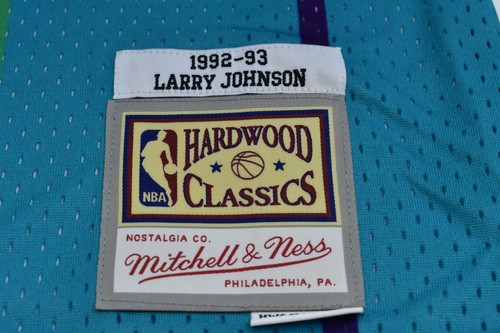 1992-93
LARRY JOHNSON
HARDWOOD
CLASSICS
NBA
NOSTALGIA CO.
Mitchell & Ness
PHILADELPHIA, PA.